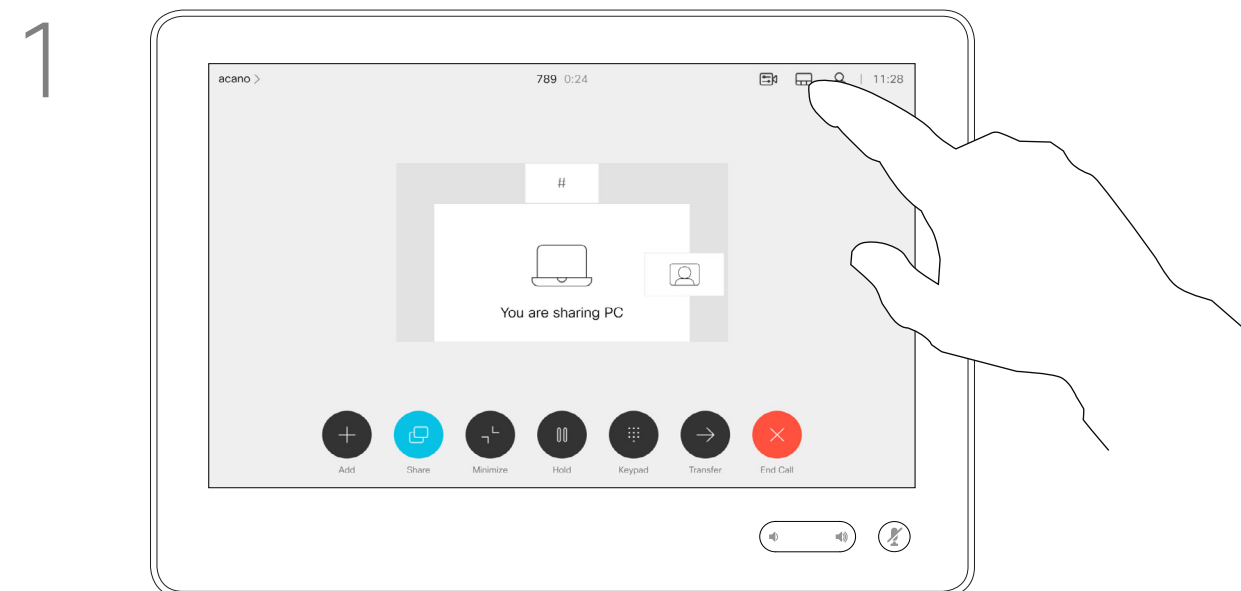 1
acano >
789 0:24
11:28
#
You are sharing PC
Add Share Minimize Hold Keypad Transfer End Call